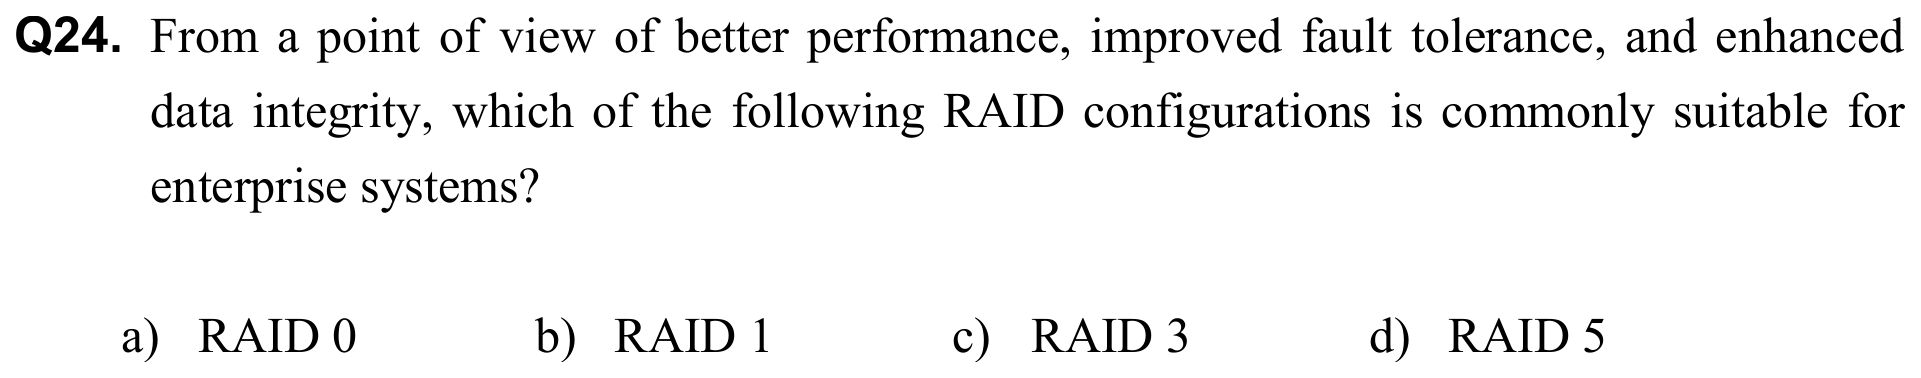 Q24. From a point of view of better performance, improved fault tolerance, and enhanced
data integrity, which of the following RAID configurations is commonly suitable for
enterprise systems?
a) RAID 0 b) RAID 1 c) RAID 3 d) RAID 5